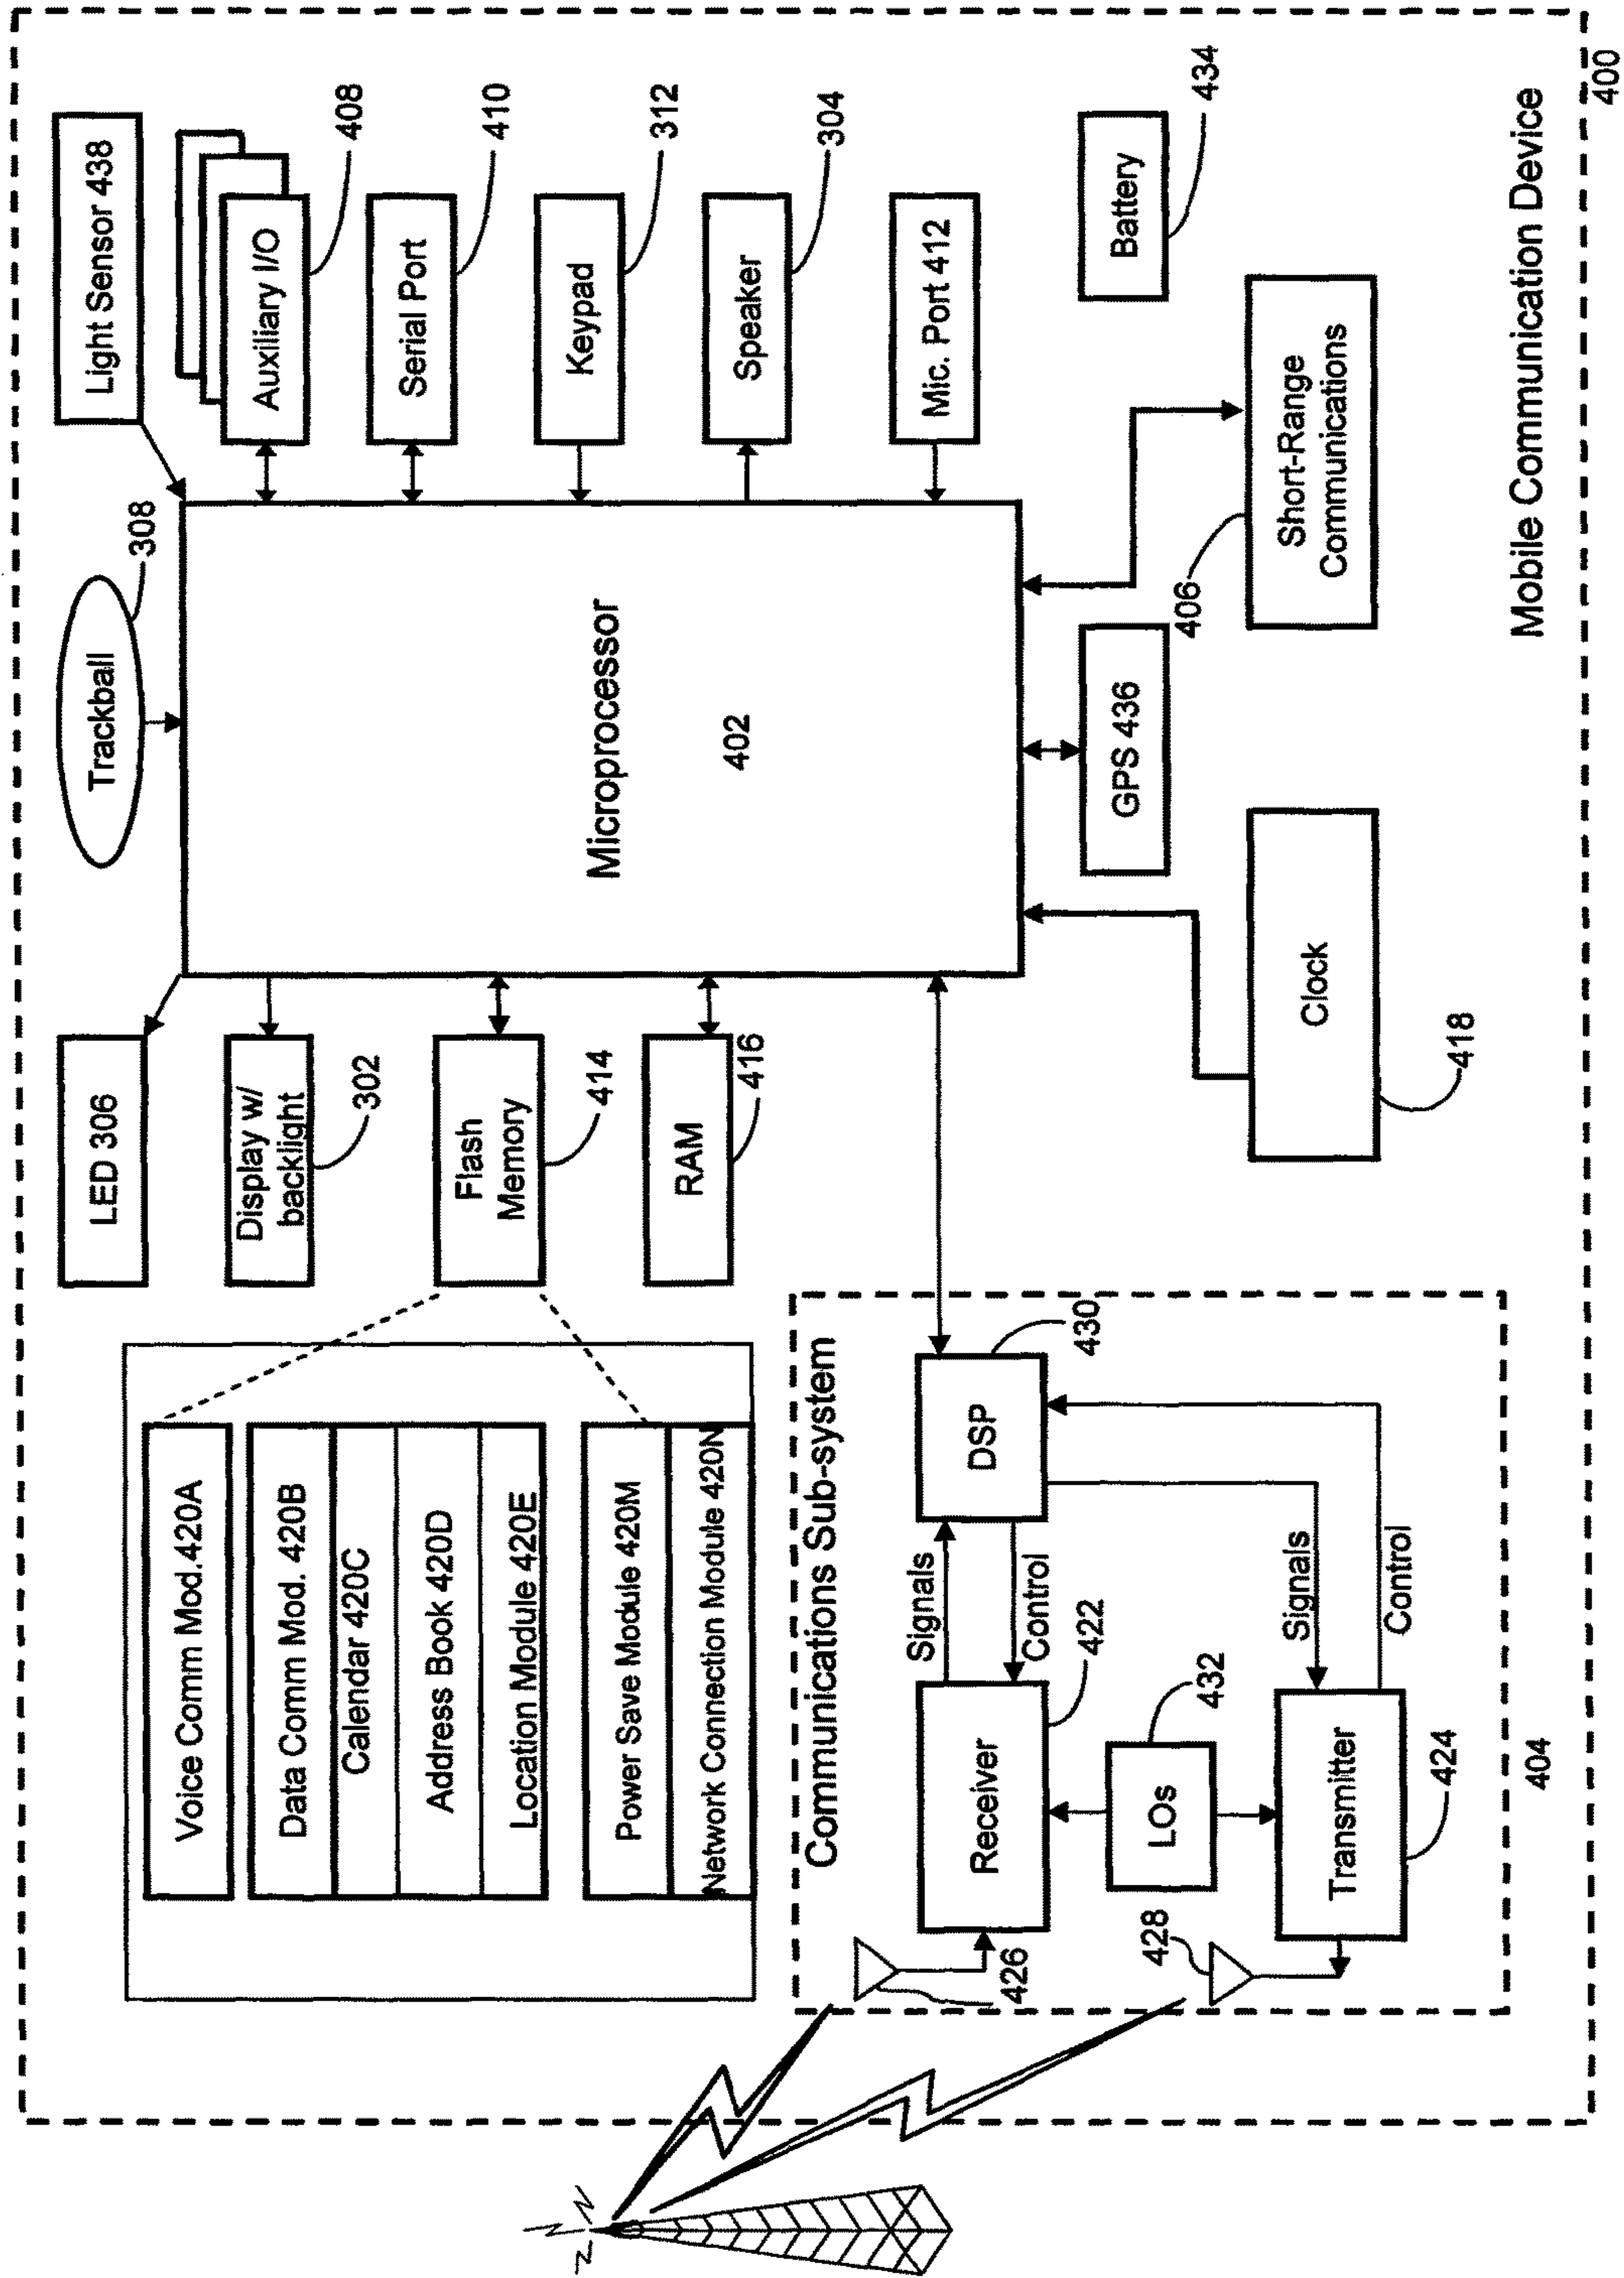 Light Sensor 438
Auxiliary I/O
408
Serial Port
410
Keypad
312
Speaker
304
Mic. Port 412
Battery
434
Trackball
308
Microprocessor
402
GPS 436
406
Short-Range
Communications
Clock
418
LED 306
Display w/
backlight
302
Flash
Memory
414
RAM
416
Voice Comm Mod.420A
Data Comm Mod. 420B
Calendar 420C
Address Book 420D
Location Module 420E
Power Save Module 420M
Network Connection Module 420N
Communications Sub-system
DSP
430
Signals
Control
Receiver
422
426
LOs
432
Signals
Control
Transmitter
424
428
404
Mobile Communication Device
400